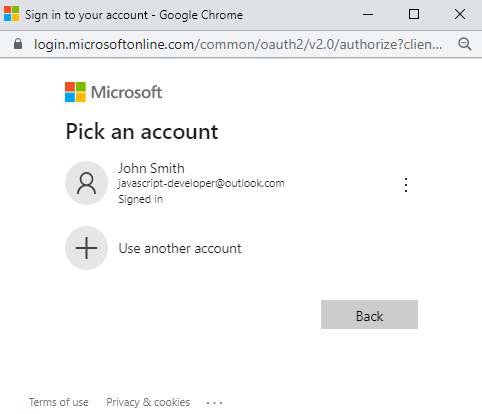 Sign in to your account - Google Chrome
login.microsoftonline.com/common/oauth2/v2.0/authorize?clien...
Microsoft
Pick an account
John Smith
javascript-developer@outlook.com
Signed in
Use another account
Back
Terms of use Privacy & cookies ...